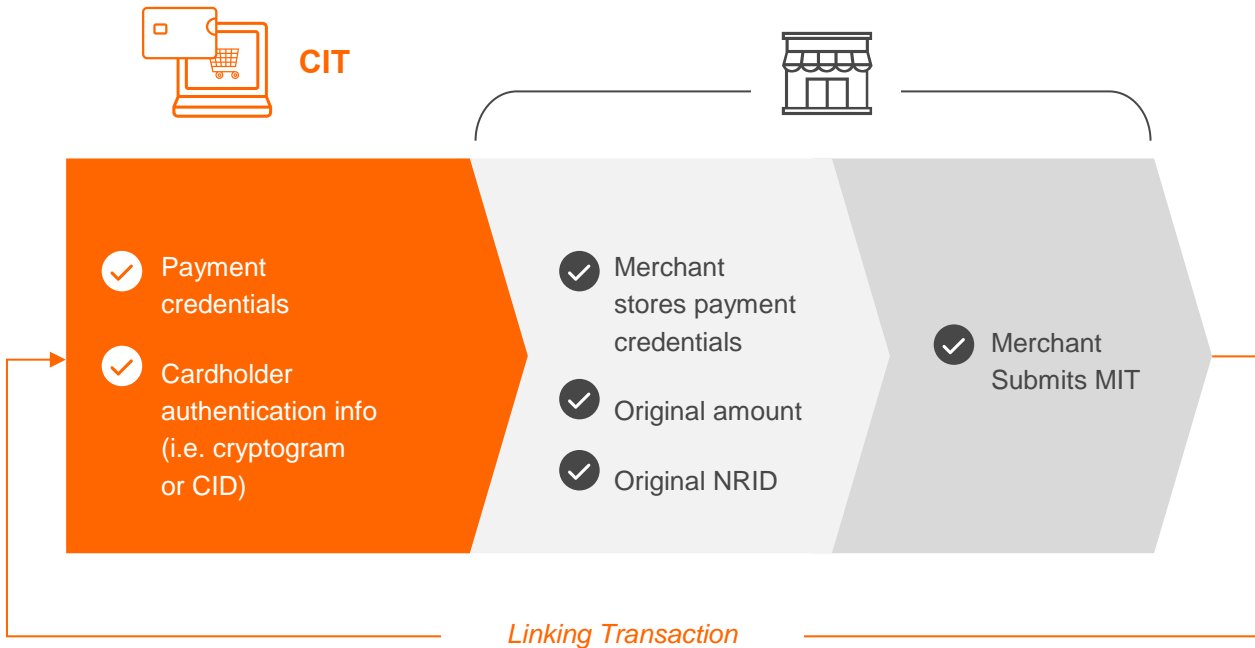 CIT
Payment
credentials
Cardholder
authentication info
(i.e. cryptogram
or CID)
Merchant
stores payment
credentials
Original amount
Original NRID
Merchant
Submits MIT
Linking Transaction